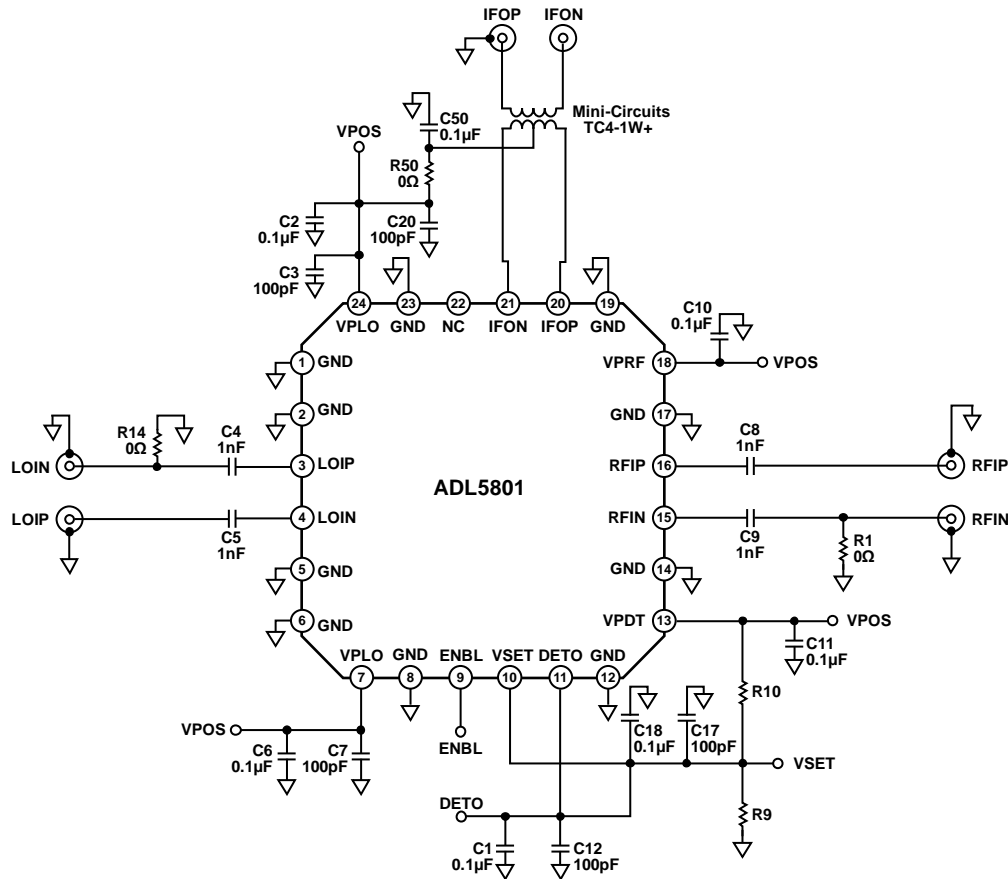 IFOP IFON
Mini-Circuits
TC4-1W+
C50
0.1µF
VPOS
R50
0Ω
C2
0.1µF
C20
100pF
C3
100pF
24 23 22 21 20 19
VPLO GND NC IFON IFOP GND
C10
0.1µF
VPRF 18 VPOS
1 GND
2 GND
GND 17
R14
0Ω
C4
1nF
LOIN 3 LOIP
RFIP 16
C8
1nF
RFIP
ADL5801
LOIP 4 LOIN
C5
1nF
RFIN 15
C9
1nF
RFIN
R1
0Ω
5 GND
GND 14
6 GND
VPDT 13
VPOS
C11
0.1µF
VPLO GND ENBL VSET DETO GND
7 8 9 10 11 12
R10
VPOS
C6
0.1µF
C7
100pF
ENBL
C18
0.1µF
C17
100pF
VSET
DETO
R9
C1
0.1µF
C12
100pF